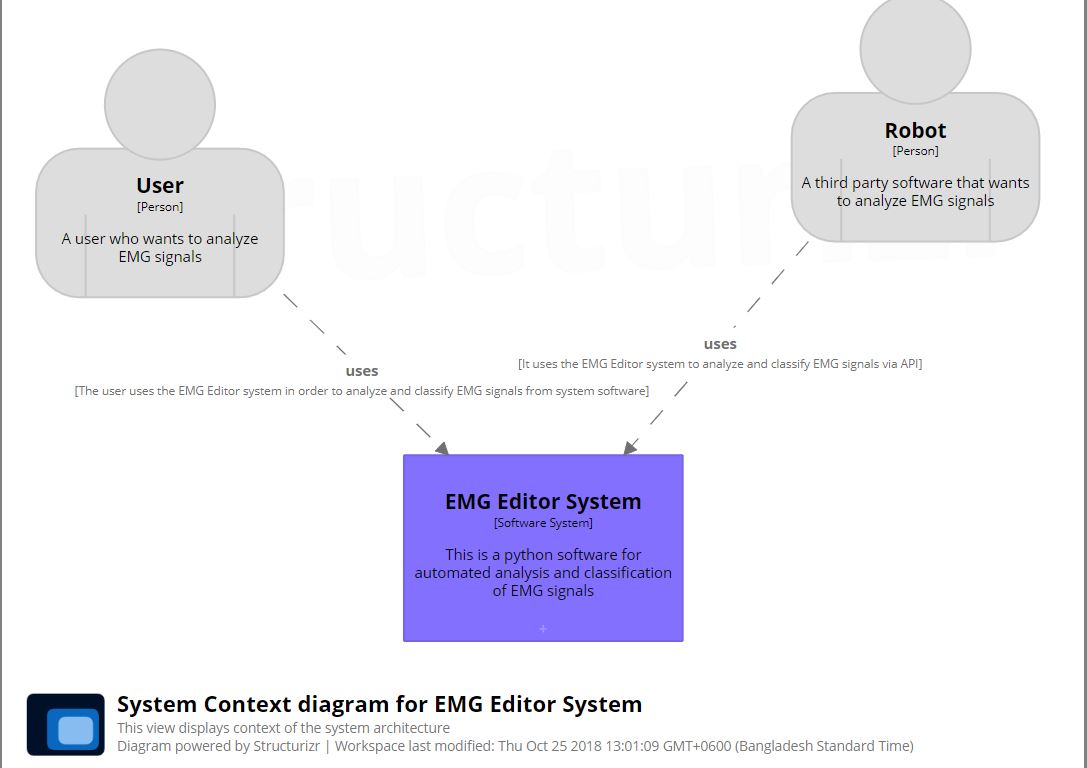 User
[Person]
A user who wants to analyze
EMG signals
Robot
[Person]
A third party software that wants
to analyze EMG signals
uses
[The user uses the EMG Editor system in order to analyze and classify EMG signals from system software]
uses
[It uses the EMG Editor system to analyze and classify EMG signals via API]
EMG Editor System
[Software System]
This is a python software for
automated analysis and classification
of EMG signals
+
System Context diagram for EMG Editor System
This view displays context of the system architecture
Diagram powered by Structurizr | Workspace last modified: Thu Oct 25 2018 13:01:09 GMT+0600 (Bangladesh Standard Time)